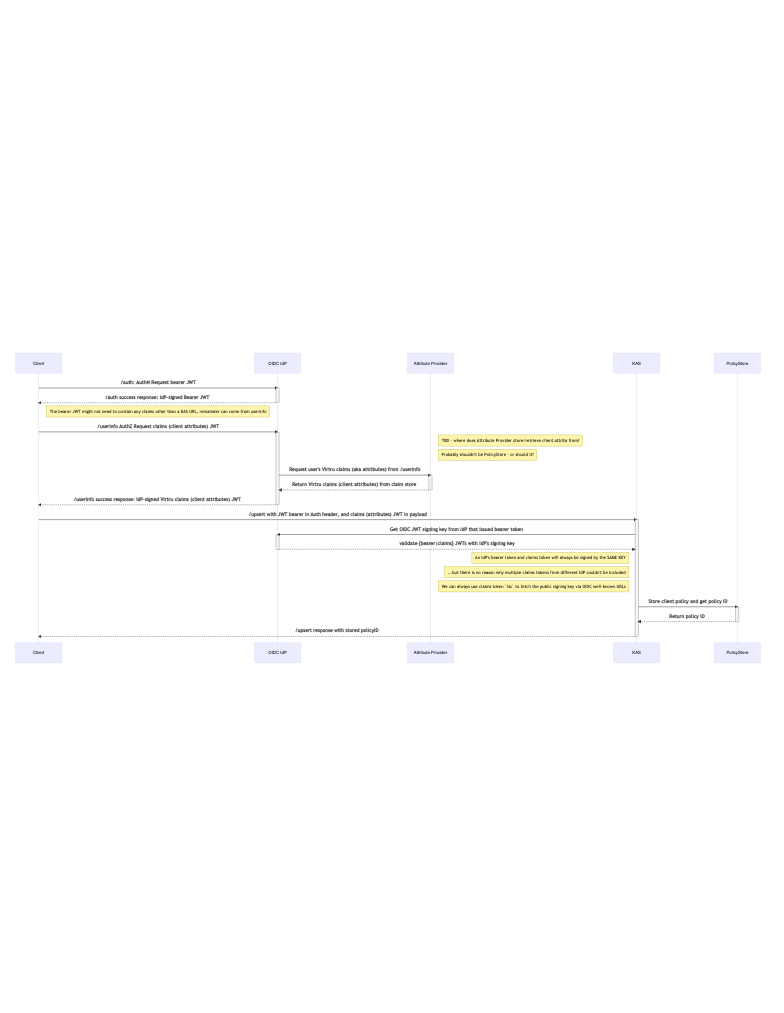 Client
OIDC IdP
Attribute Provider
KAS
PolicyStore
/auth: AuthN Request bearer JWT
/auth success response: IdP-signed Bearer JWT
The bearer JWT might not need to contain any claims other than a KAS URL, remainder can come from userinfo
/userinfo AuthZ Request claims (client attributes) JWT
TBD - where does Attribute Provider store/retrieve client attribs from?
Probably shouldn't be PolicyStore - or should it?
Request user's Virtru claims (aka attributes) from /userinfo
Return Virtru claims (client attributes) from claim store
/userinfo success response: IdP-signed Virtru claims (client attributes) JWT
/upsert with JWT bearer in Auth header, and claims (attributes) JWT in payload
Get OIDC JWT signing key from IdP that issued bearer token
validate {bearer|claims} JWTs with IdP's signing key
An IdP's bearer token and claims token will always be signed by the SAME KEY
...but there is no reason why multiple claims tokens from different IdP couldn't be included
We can always use claims token `iss` to fetch the public signing key via OIDC well-known URLs
Store client policy and get policy ID
Return policy ID
/upsert response with stored policyID
Client
OIDC IdP
Attribute Provider
KAS
PolicyStore